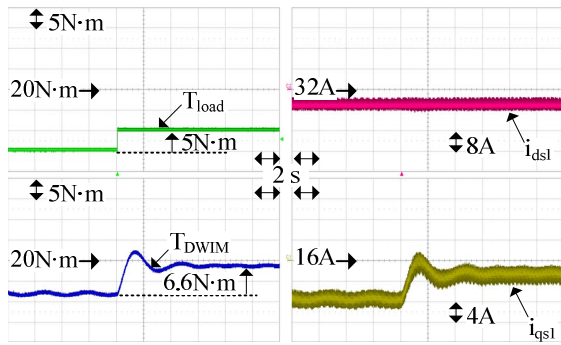 5N·m
20N·m
T_load
5N·m
32A
8A
i_dsl
2 s
5N·m
20N·m
T_DWIM
6.6N·m
16A
4A
i_qsl